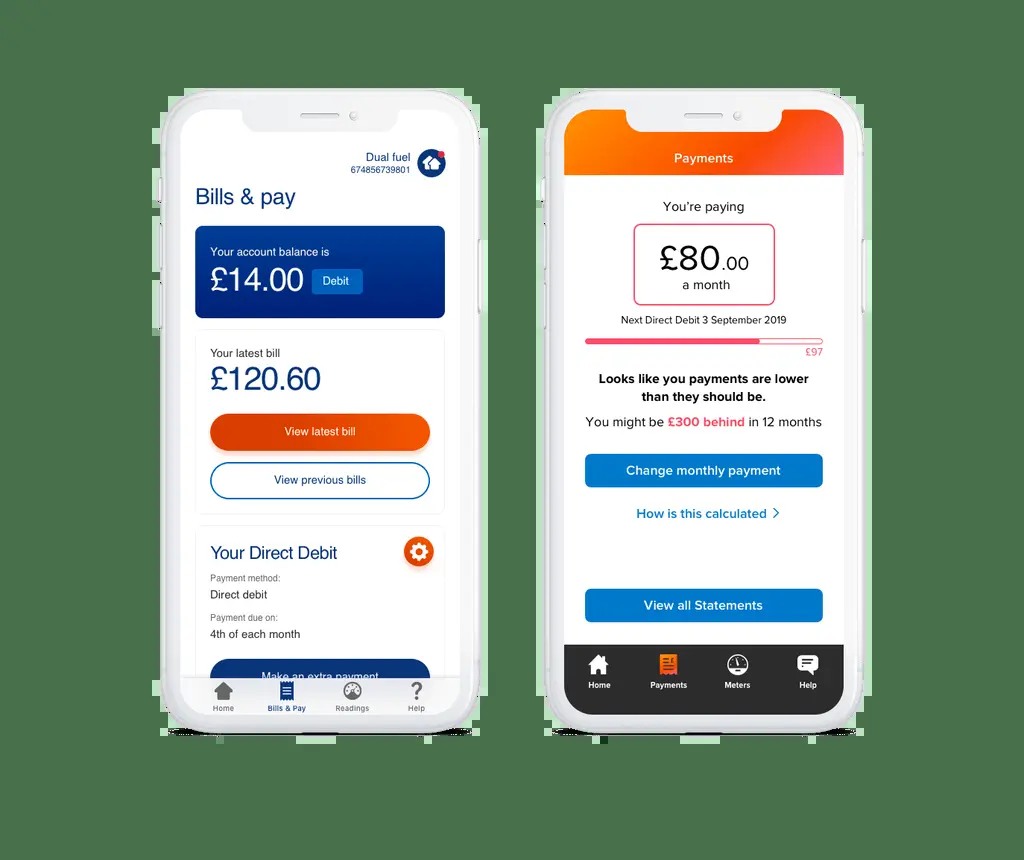 Dual fuel
674856739801
Bills & pay
Your account balance is
£14.00 Debit
Your latest bill
£120.60
View latest bill
View previous bills
Your Direct Debit
Payment method:
Direct debit
Payment due on:
4th of each month
Make an extra payment
Home Bills & Pay Readings Help
Payments
You're paying
£80.00
a month
Next Direct Debit 3 September 2019
£97
Looks like you payments are lower
than they should be.
You might be £300 behind in 12 months
Change monthly payment
How is this calculated
View all Statements
Home Payments Meters Help